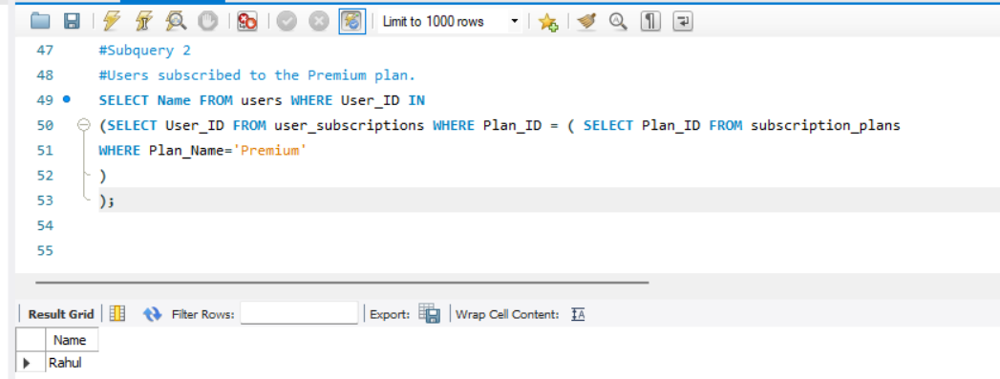 Limit to 1000 rows
47 #Subquery 2
48 #Users subscribed to the Premium plan.
49 SELECT Name FROM users WHERE User_ID IN
50 (SELECT User_ID FROM user_subscriptions WHERE Plan_ID = ( SELECT Plan_ID FROM subscription_plans
51 WHERE Plan_Name='Premium'
52 )
53 );
54
55
Result Grid Filter Rows: Export: Wrap Cell Content: IA
Name
Rahul